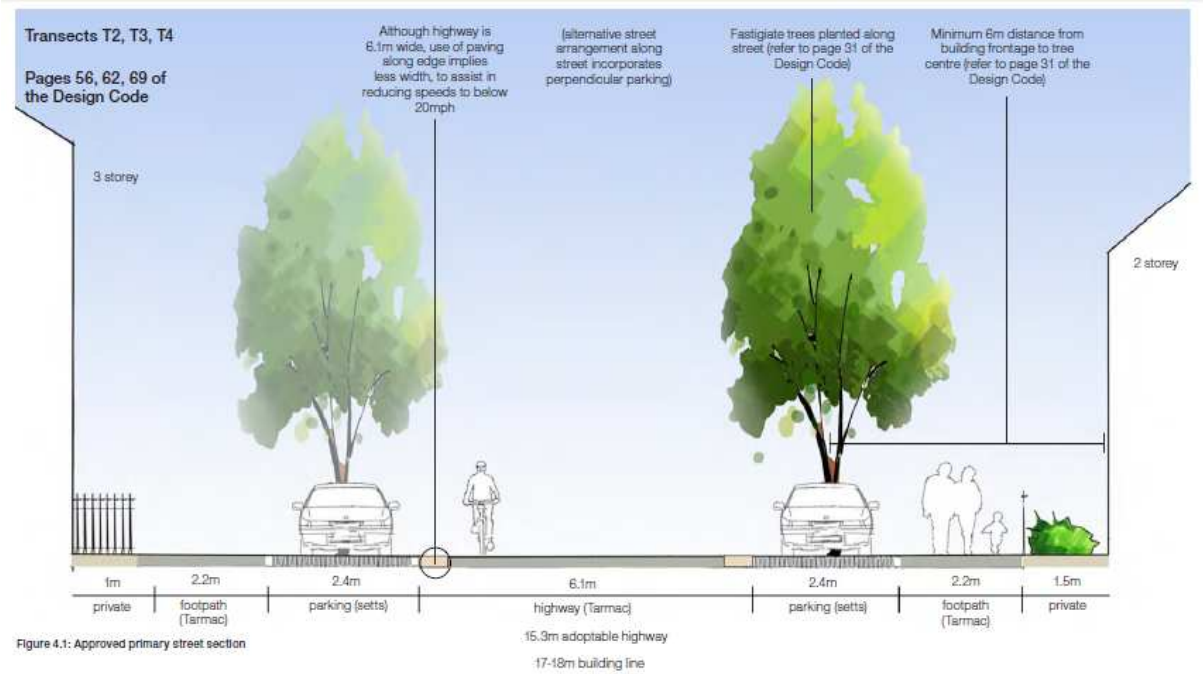 Transects T2, T3, T4
Pages 56, 62, 69 of
the Design Code
Although highway is
6.1m wide, use of paving
along edge implies
less width, to assist in
reducing speeds to below
20mph
(alternative street
arrangement along
street incorporates
perpendicular parking)
Fastigiate trees planted along
street (refer to page 31 of the
Design Code)
Minimum 6m distance from
building frontage to tree
centre (refer to page 31 of the
Design Code)
3 storey
2 storey
1m
2.2m
2.4m
6.1m
2.4m
2.2m
1.5m
private
footpath
(Tarmac)
parking (setts)
highway (Tarmac)
parking (setts)
footpath
(Tarmac)
private
15.3m adoptable highway
17-18m building line
Figure 4.1: Approved primary street section